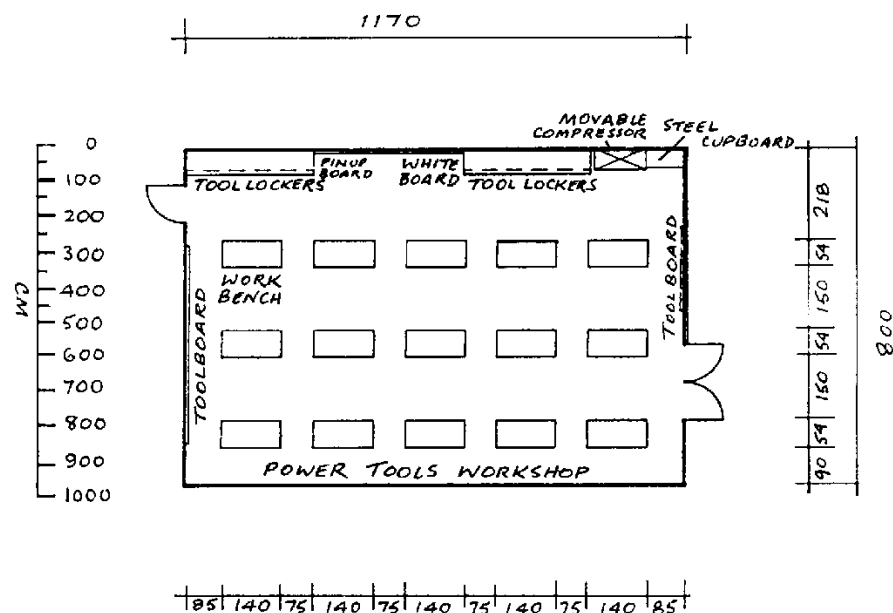 1170
MOVABLE
COMPRESSOR
STEEL
CUPBOARD
0
100
200
300
400
500
600
700
800
900
1000
CM
PINUP
BOARD
WHITE
BOARD
TOOL LOCKERS
TOOL LOCKERS
WORK
BENCH
TOOLBOARD
TOOLBOARD
POWER TOOLS WORKSHOP
218
54
150
54
150
54
90
800
85 140 75 140 75 140 75 140 75 140 85